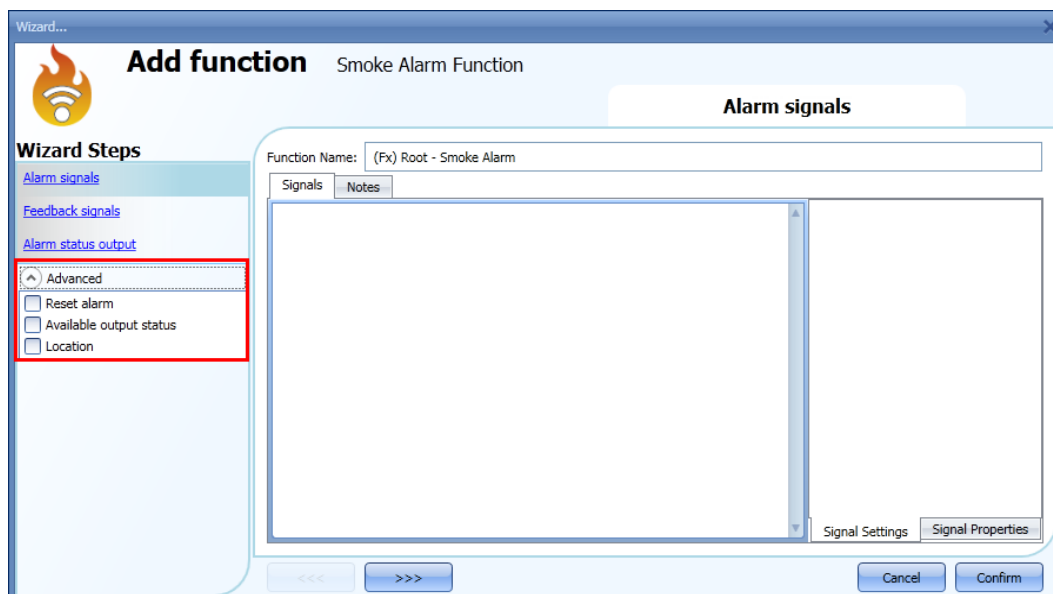 Wizard...
Add function Smoke Alarm Function
Alarm signals
Wizard Steps
Alarm signals
Feedback signals
Alarm status output
Advanced
Reset alarm
Available output status
Location
Function Name: (Fx) Root - Smoke Alarm
Signals Notes
Signal Settings Signal Properties
<<< >>> Cancel Confirm